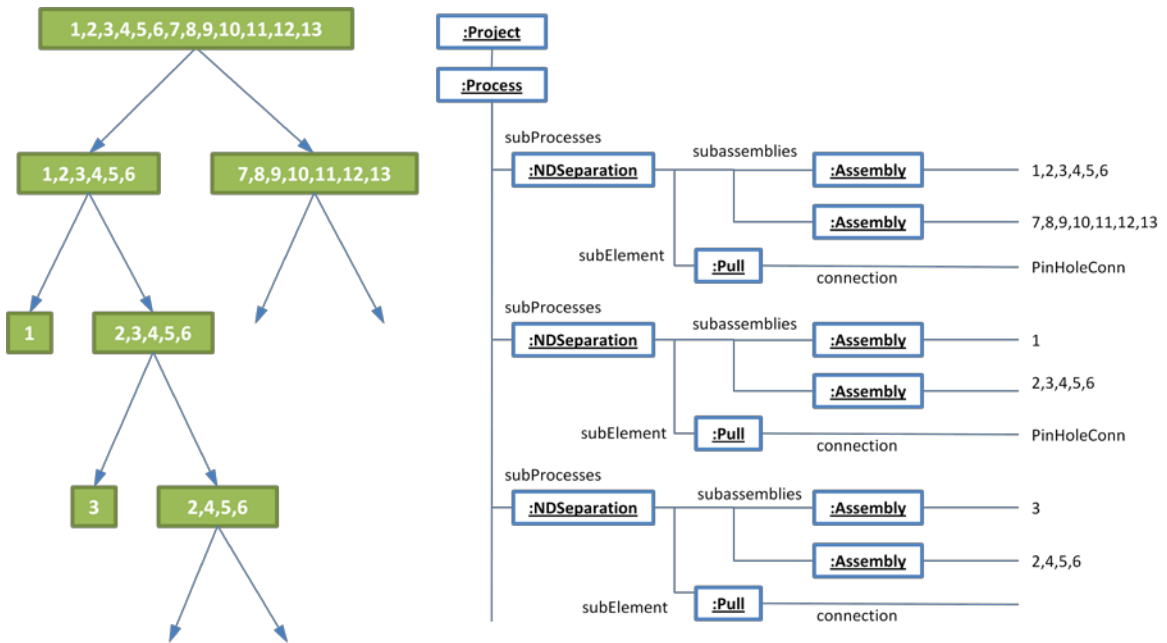 1,2,3,4,5,6,7,8,9,10,11,12,13
1,2,3,4,5,6
7,8,9,10,11,12,13
1
2,3,4,5,6
3
2,4,5,6
:Project
:Process
subProcesses
:NDSeparation
subassemblies
:Assembly
1,2,3,4,5,6
:Assembly
7,8,9,10,11,12,13
subElement
:Pull
connection
PinHoleConn
subProcesses
:NDSeparation
subassemblies
:Assembly
1
:Assembly
2,3,4,5,6
subElement
:Pull
connection
PinHoleConn
subProcesses
:NDSeparation
subassemblies
:Assembly
3
:Assembly
2,4,5,6
subElement
:Pull
connection